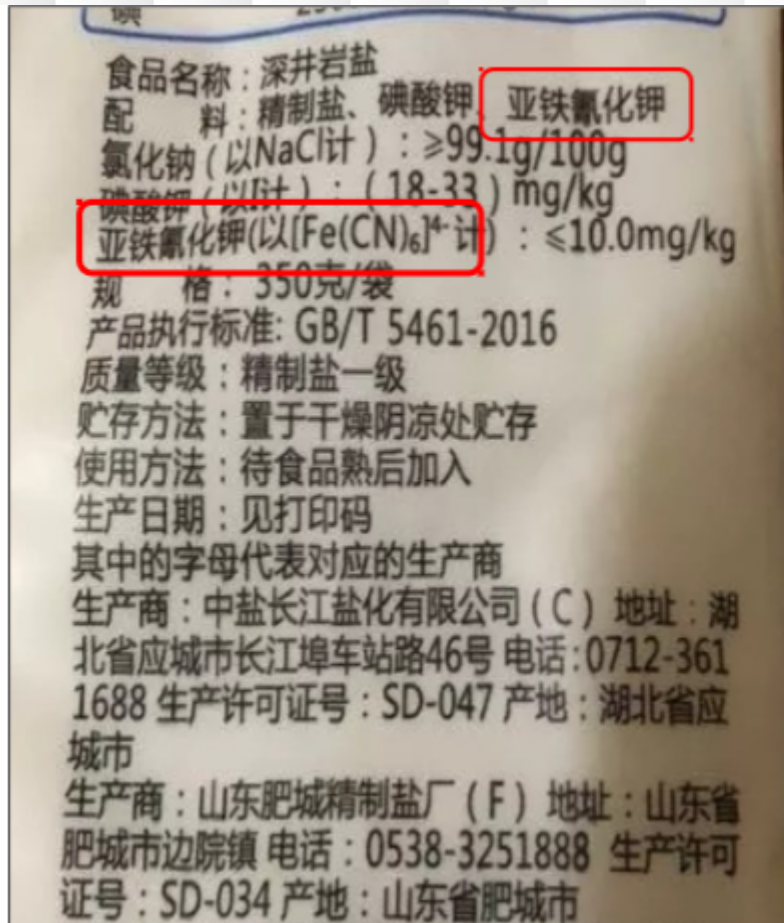 碘
食品名称：深井岩盐
配　　料：精制盐、碘酸钾、亚铁氰化钾
氯化钠（以NaCl计）：≥99.1g/100g
碘酸钾（以I计）：（18-33）mg/kg
亚铁氰化钾(以[Fe(CN)₆]⁴⁻计)：≤10.0mg/kg
规　　格：350克/袋
产品执行标准: GB/T 5461-2016
质量等级：精制盐一级
贮存方法：置于干燥阴凉处贮存
使用方法：待食品熟后加入
生产日期：见打印码
其中的字母代表对应的生产商
生产商：中盐长江盐化有限公司（C）地址：湖
北省应城市长江埠车站路46号 电话：0712-361
1688 生产许可证号：SD-047 产地：湖北省应
城市
生产商：山东肥城精制盐厂（F）地址：山东省
肥城市边院镇 电话：0538-3251888 生产许可
证号：SD-034 产地：山东省肥城市